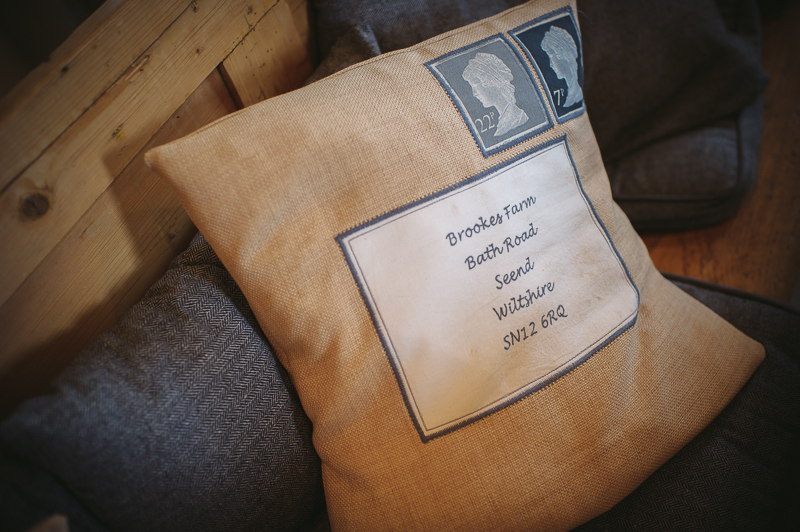 22P
7P
Brookes Farm
Bath Road
Seend
Wiltshire
SN12 6RQ